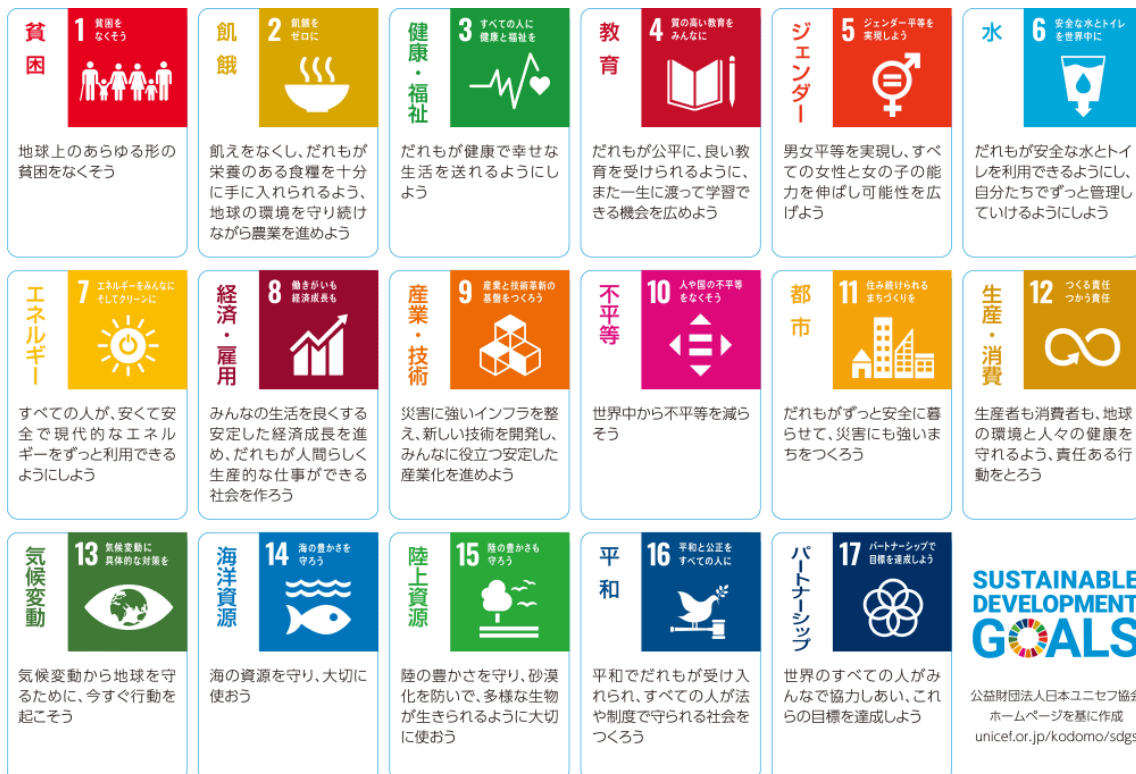 貧困
1 貧困を
なくそう
地球上のあらゆる形の
貧困をなくそう
飢餓
2 飢餓を
ゼロに
飢えをなくし、だれもが
栄養のある食糧を十分
に手に入れられるよう、
地球の環境を守り続け
ながら農業を進めよう
健康・福祉
3 すべての人に
健康と福祉を
だれもが健康で幸せな
生活を送れるようにし
よう
教育
4 質の高い教育を
みんなに
だれもが公平に、良い教
育を受けられるように、
また一生に渡って学習で
きる機会を広めよう
ジェンダー
5 ジェンダー平等を
実現しよう
男女平等を実現し、すべ
ての女性と女の子の能
力を伸ばし可能性を広
げよう
水
6 安全な水とトイレ
を世界中に
だれもが安全な水とトイ
レを利用できるようにし、
自分たちでずっと管理し
ていけるようにしよう
エネルギー
7 エネルギーをみんなに
そしてクリーンに
すべての人が、安くて安
全で現代的なエネル
ギーをずっと利用できる
ようにしよう
経済・雇用
8 働きがいも
経済成長も
みんなの生活を良くする
安定した経済成長を進
め、だれもが人間らしく
生産的な仕事ができる
社会を作ろう
産業・技術
9 産業と技術革新の
基盤をつくろう
災害に強いインフラを整
え、新しい技術を開発し、
みんなに役立つ安定した
産業化を進めよう
不平等
10 人や国の不平等
をなくそう
世界中から不平等を減ら
そう
都市
11 住み続けられる
まちづくりを
だれもがずっと安全に暮
らせて、災害にも強いま
ちをつくろう
生産・消費
12 つくる責任
つかう責任
生産者も消費者も、地球
の環境と人々の健康を
守れるよう、責任ある行
動をとろう
気候変動
13 気候変動に
具体的な対策を
気候変動から地球を守
るために、今すぐ行動を
起こそう
海洋資源
14 海の豊かさを
守ろう
海の資源を守り、大切に
使おう
陸上資源
15 陸の豊かさも
守ろう
陸の豊かさを守り、砂漠
化を防いで、多様な生物
が生きられるように大切
に使おう
平和
16 平和と公正を
すべての人に
平和でだれもが受け入
れられ、すべての人が法
や制度で守られる社会を
つくろう
パートナーシップ
17 パートナーシップで
目標を達成しよう
世界のすべての人がみ
んなで協力しあい、これ
らの目標を達成しよう
SUSTAINABLE
DEVELOPMENT
GOALS
公益財団法人日本ユニセフ協会
ホームページを基に作成
unicef.or.jp/kodomo/sdgs